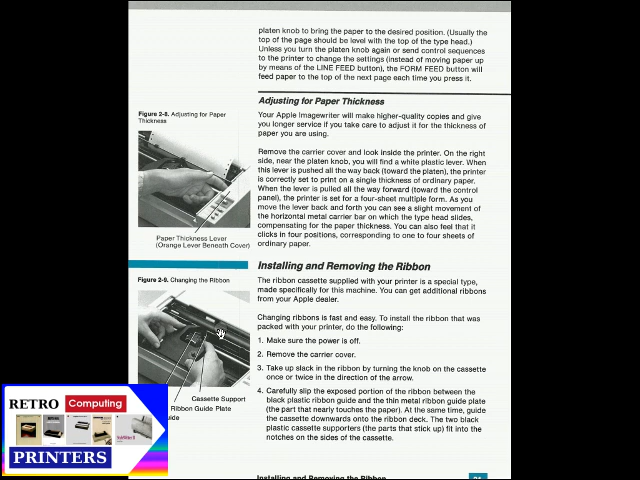 platen knob to bring the paper to the desired position. (Usually the
top of the page should be level with the top of the type head.)
Unless you turn the platen knob again or send control sequences
to the printer to change the settings (instead of moving paper up
by means of the LINE FEED button), the FORM FEED button will
feed paper to the top of the next page each time you press it.
Adjusting for Paper Thickness
Figure 2-8. Adjusting for Paper
Thickness
Your Apple Imagewriter will make higher-quality copies and give
you longer service if you take care to adjust it for the thickness of
paper you are using.
Remove the carrier cover and look inside the printer. On the right
side, near the platen knob, you will find a white plastic lever. When
this lever is pushed all the way back (toward the platen), the printer
is correctly set to print on a single thickness of ordinary paper.
When the lever is pulled all the way forward (toward the control
panel), the printer is set for a four-sheet multiple form. As you
move the lever back and forth you can see a slight movement of
the horizontal metal carrier bar on which the type head slides,
compensating for the paper thickness. You can also feel that it
clicks in four positions, corresponding to one to four sheets of
ordinary paper.
Paper Thickness Lever
(Orange Lever Beneath Cover)
Installing and Removing the Ribbon
Figure 2-9. Changing the Ribbon
The ribbon cassette supplied with your printer is a special type,
made specifically for this machine. You can get additional ribbons
from your Apple dealer.
Changing ribbons is fast and easy. To install the ribbon that was
packed with your printer, do the following:
1. Make sure the power is off.
2. Remove the carrier cover.
3. Take up slack in the ribbon by turning the knob on the cassette
once or twice in the direction of the arrow.
4. Carefully slip the exposed portion of the ribbon between the
black plastic ribbon guide and the thin metal ribbon guide plate
(the part that nearly touches the paper). At the same time, guide
the cassette downwards onto the ribbon deck. The two black
plastic cassette supporters (the parts that stick up) fit into the
notches on the sides of the cassette.
Cassette Support
Ribbon Guide Plate
uide
Installing and Removing the Ribbon
RETRO Computing
PRINTERS